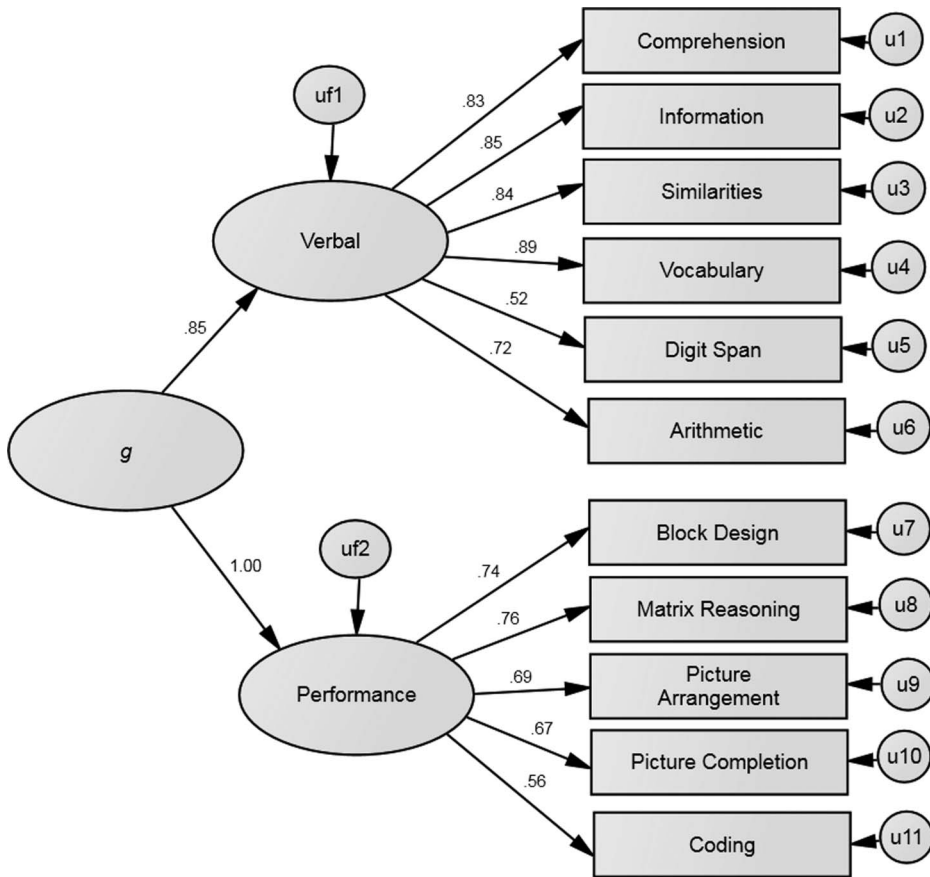 Comprehension
u1
uf1
.83
Information
u2
.85
Similarities
u3
.84
Verbal
.89
Vocabulary
u4
.52
Digit Span
u5
.85
.72
Arithmetic
u6
g
Block Design
u7
uf2
1.00
.74
Matrix Reasoning
u8
.76
Picture
Arrangement
u9
.69
Performance
.67
Picture Completion
u10
.56
Coding
u11